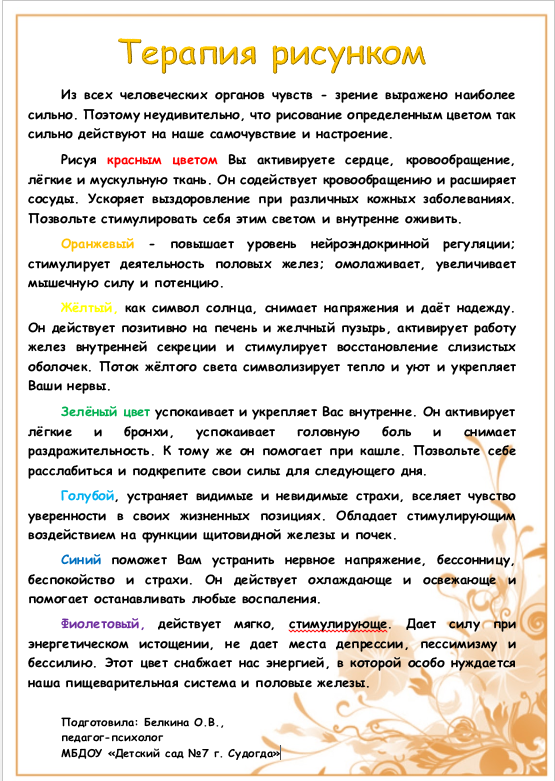 Терапия рисунком
Из всех человеческих органов чувств - зрение выражено наиболее
сильно. Поэтому неудивительно, что рисование определенным цветом так
сильно действуют на наше самочувствие и настроение.
Рисуя красным цветом Вы активируете сердце, кровообращение,
лёгкие и мускульную ткань. Он содействует кровообращению и расширяет
сосуды. Ускоряет выздоровление при различных кожных заболеваниях.
Позвольте стимулировать себя этим светом и внутренне оживить.
Оранжевый - повышает уровень нейроэндокринной регуляции;
стимулирует деятельность половых желез; омолаживает, увеличивает
мышечную силу и потенцию.
Жёлтый, как символ солнца, снимает напряжения и даёт надежду.
Он действует позитивно на печень и желчный пузырь, активирует работу
желез внутренней секреции и стимулирует восстановление слизистых
оболочек. Поток жёлтого света символизирует тепло и уют и укрепляет
Ваши нервы.
Зелёный цвет успокаивает и укрепляет Вас внутренне. Он активирует
лёгкие и бронхи, успокаивает головную боль и снимает
раздражительность. К тому же он помогает при кашле. Позвольте себе
расслабиться и подкрепите свои силы для следующего дня.
Голубой, устраняет видимые и невидимые страхи, вселяет чувство
уверенности в своих жизненных позициях. Обладает стимулирующим
воздействием на функции щитовидной железы и почек.
Синий поможет Вам устранить нервное напряжение, бессонницу,
беспокойство и страхи. Он действует охлаждающе и освежающе и
помогает останавливать любые воспаления.
Фиолетовый, действует мягко, стимулирующе. Дает силу при
энергетическом истощении, не дает места депрессии, пессимизму и
бессилию. Этот цвет снабжает нас энергией, в которой особо нуждается
наша пищеварительная система и половые железы.
Подготовила: Белкина О.В.,
педагог-психолог
МБДОУ «Детский сад №7 г. Судогда»